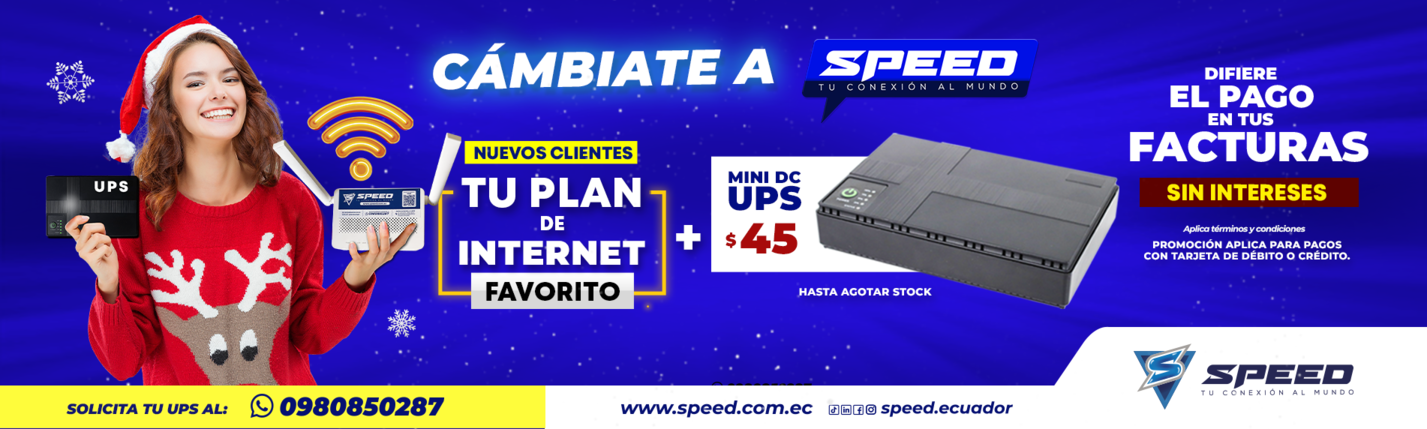 CÁMBIATE A
SPEED
TU CONEXIÓN AL MUNDO
UPS
SPEED
NUEVOS CLIENTES
TU PLAN
DE
INTERNET
FAVORITO
+
MINI DC
UPS
$45
HASTA AGOTAR STOCK
DIFIERE
EL PAGO
EN TUS
FACTURAS
SIN INTERESES
Aplica términos y condiciones
PROMOCIÓN APLICA PARA PAGOS
CON TARJETA DE DÉBITO O CRÉDITO.
SOLICITA TU UPS AL: 0980850287
www.speed.com.ec speed.ecuador
SPEED
TU CONEXIÓN AL MUNDO